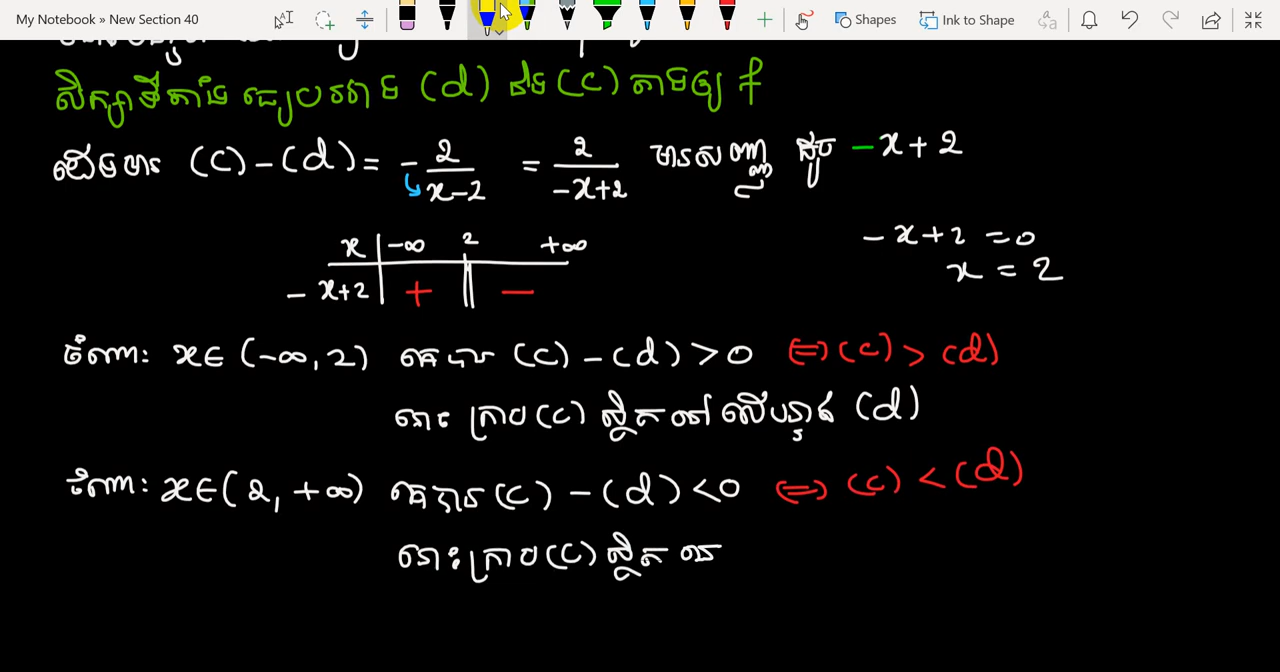 My Notebook » New Section 40
Shapes Ink to Shape
សិក្សាទីតាំងធៀបរវាង (d) និង (c) តាម
យើងមាន (c) – (d) = – 2/(x–2) = 2/(–x+2) មានសញ្ញាដូច –x+2
x –∞ 2 +∞
–x+2 + || –
–x+2 = 0
x = 2
ចំពោះ x∈(–∞, 2) គេបាន (c) – (d) > 0 ⇔ (c) > (d)
នោះ ក្រាប (c) ស្ថិតនៅលើបន្ទាត់ (d)
ចំពោះ x∈(2, +∞) គេបាន (c) – (d) < 0 ⇔ (c) < (d)
នោះ ក្រាប (c) ស្ថិត